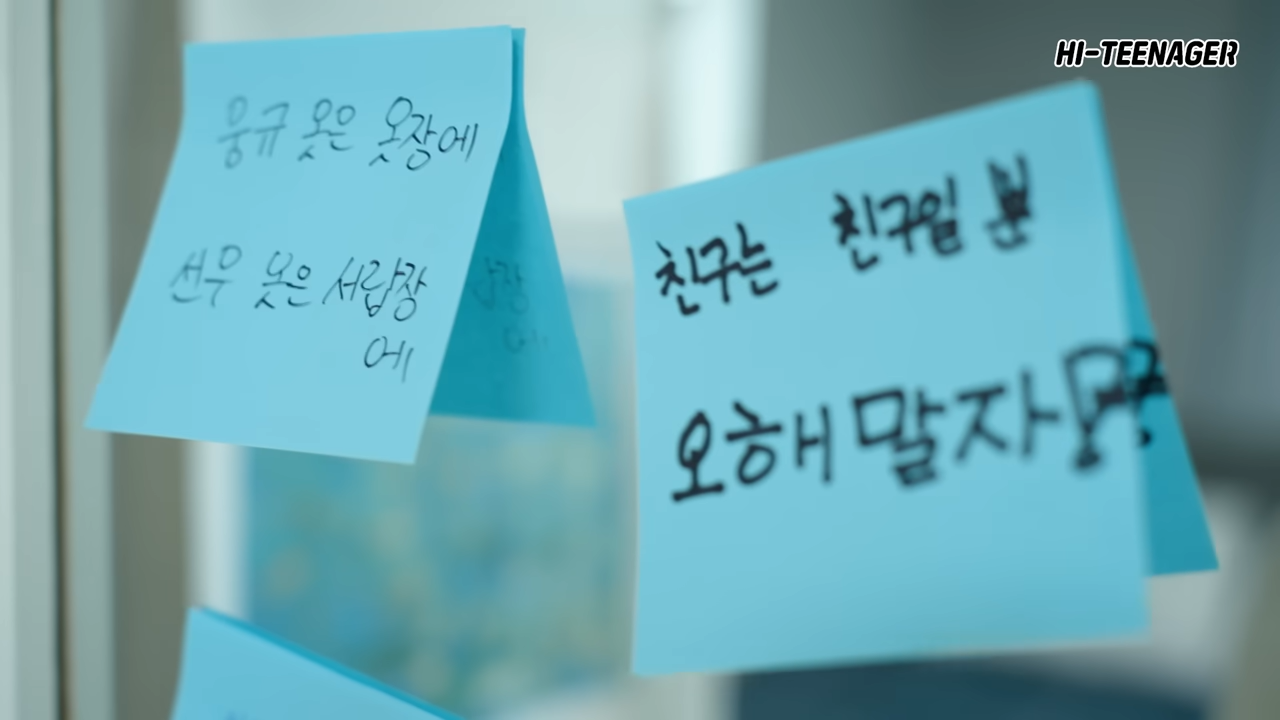 HI-TEENAGER
웅규 옷은 옷장에
선우 옷은 서랍장
에
친구는 친구일 뿐
오해말자!